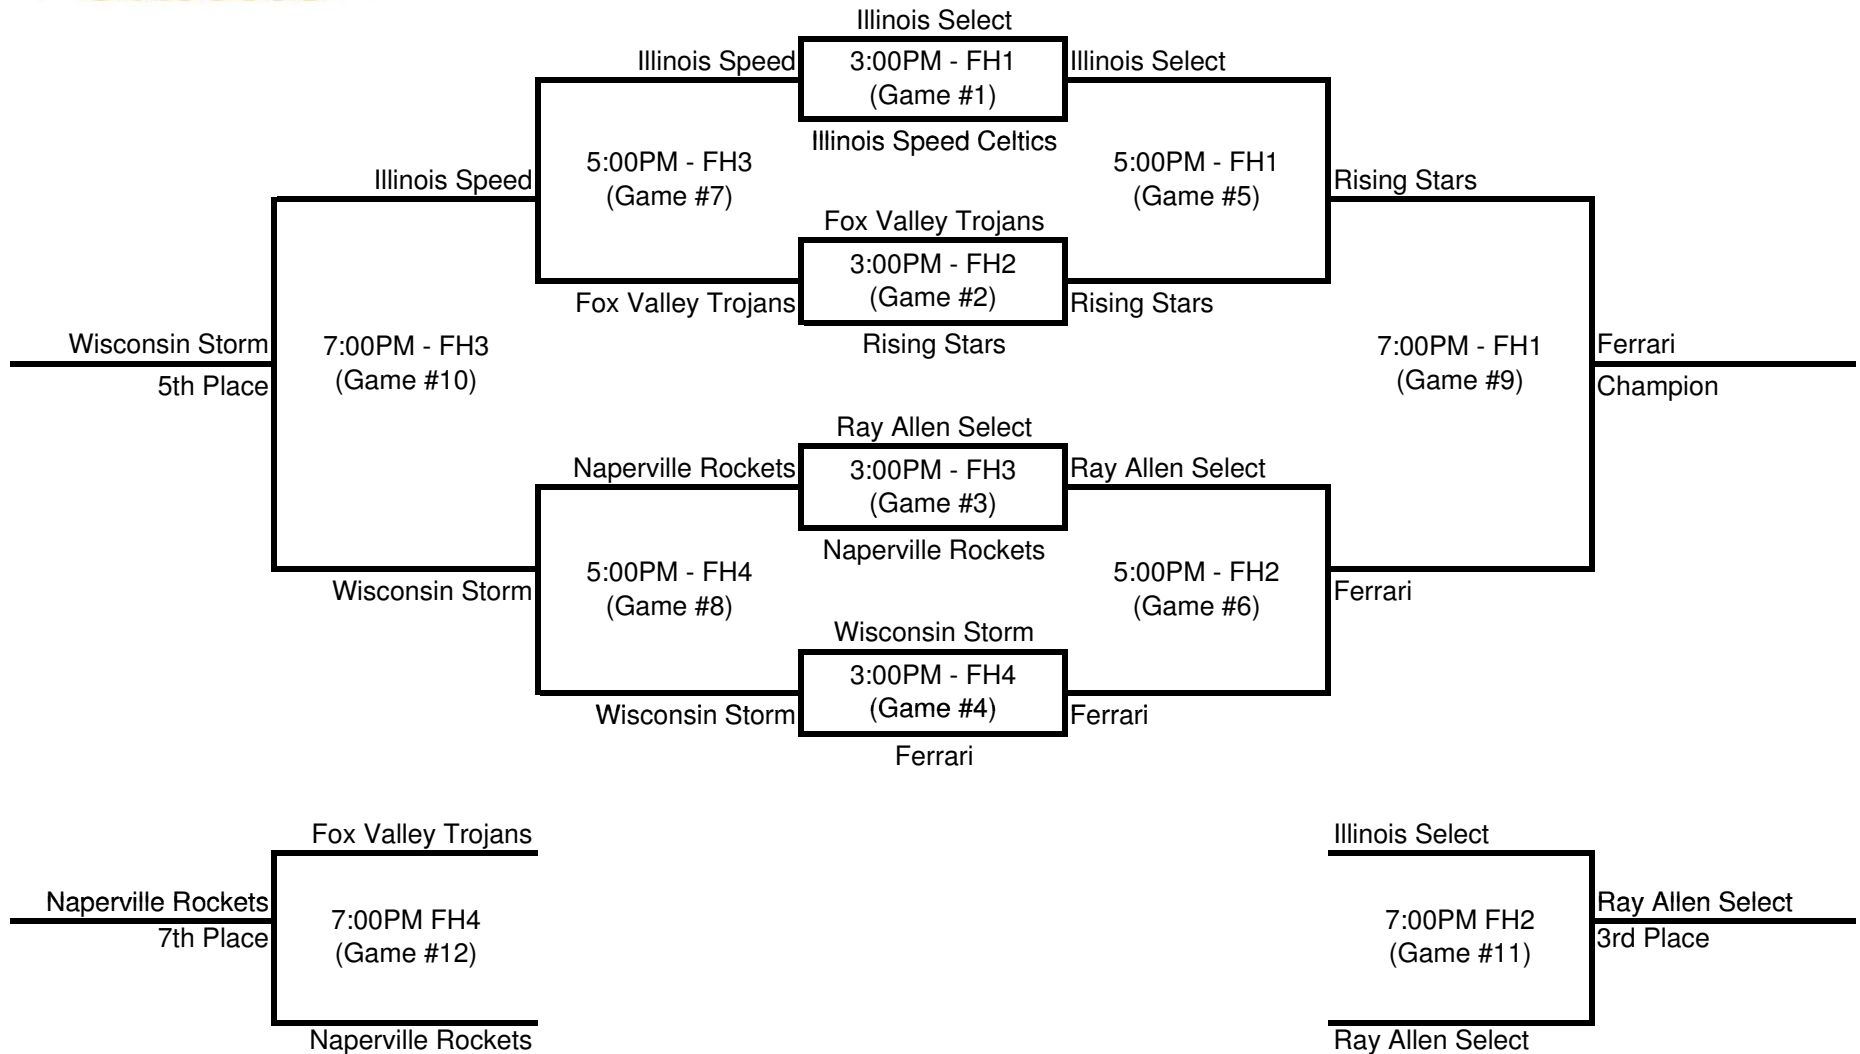 Illinois Select
Illinois Speed
3:00PM - FH1
(Game #1)
Illinois Select
Illinois Speed Celtics
5:00PM - FH3
(Game #7)
5:00PM - FH1
(Game #5)
Illinois Speed
Rising Stars
Fox Valley Trojans
3:00PM - FH2
(Game #2)
Fox Valley Trojans
Rising Stars
Rising Stars
Wisconsin Storm
5th Place
7:00PM - FH3
(Game #10)
7:00PM - FH1
(Game #9)
Ferrari
Champion
Ray Allen Select
Naperville Rockets
3:00PM - FH3
(Game #3)
Ray Allen Select
Naperville Rockets
5:00PM - FH4
(Game #8)
5:00PM - FH2
(Game #6)
Wisconsin Storm
Ferrari
Wisconsin Storm
3:00PM - FH4
(Game #4)
Wisconsin Storm
Ferrari
Ferrari
Fox Valley Trojans
Illinois Select
Naperville Rockets
7th Place
7:00PM FH4
(Game #12)
7:00PM FH2
(Game #11)
Ray Allen Select
3rd Place
Naperville Rockets
Ray Allen Select